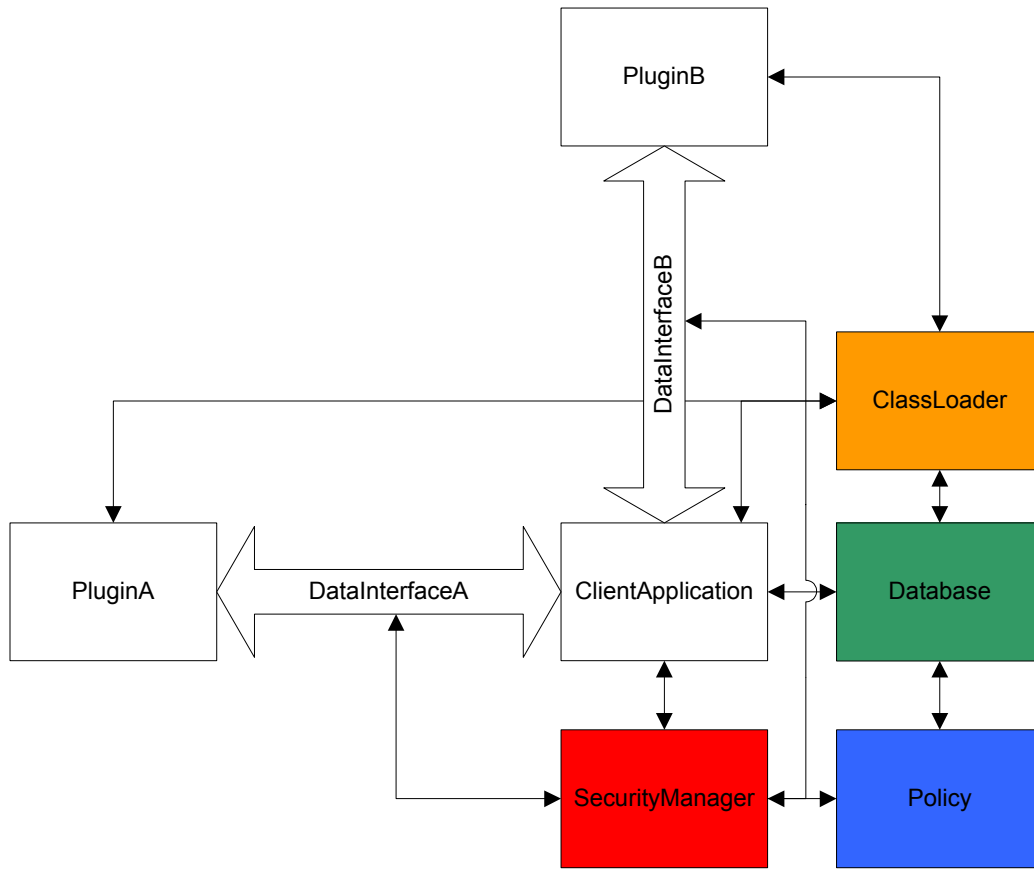 PluginB
DataInterfaceB
ClassLoader
PluginA
DataInterfaceA
ClientApplication
Database
SecurityManager
Policy